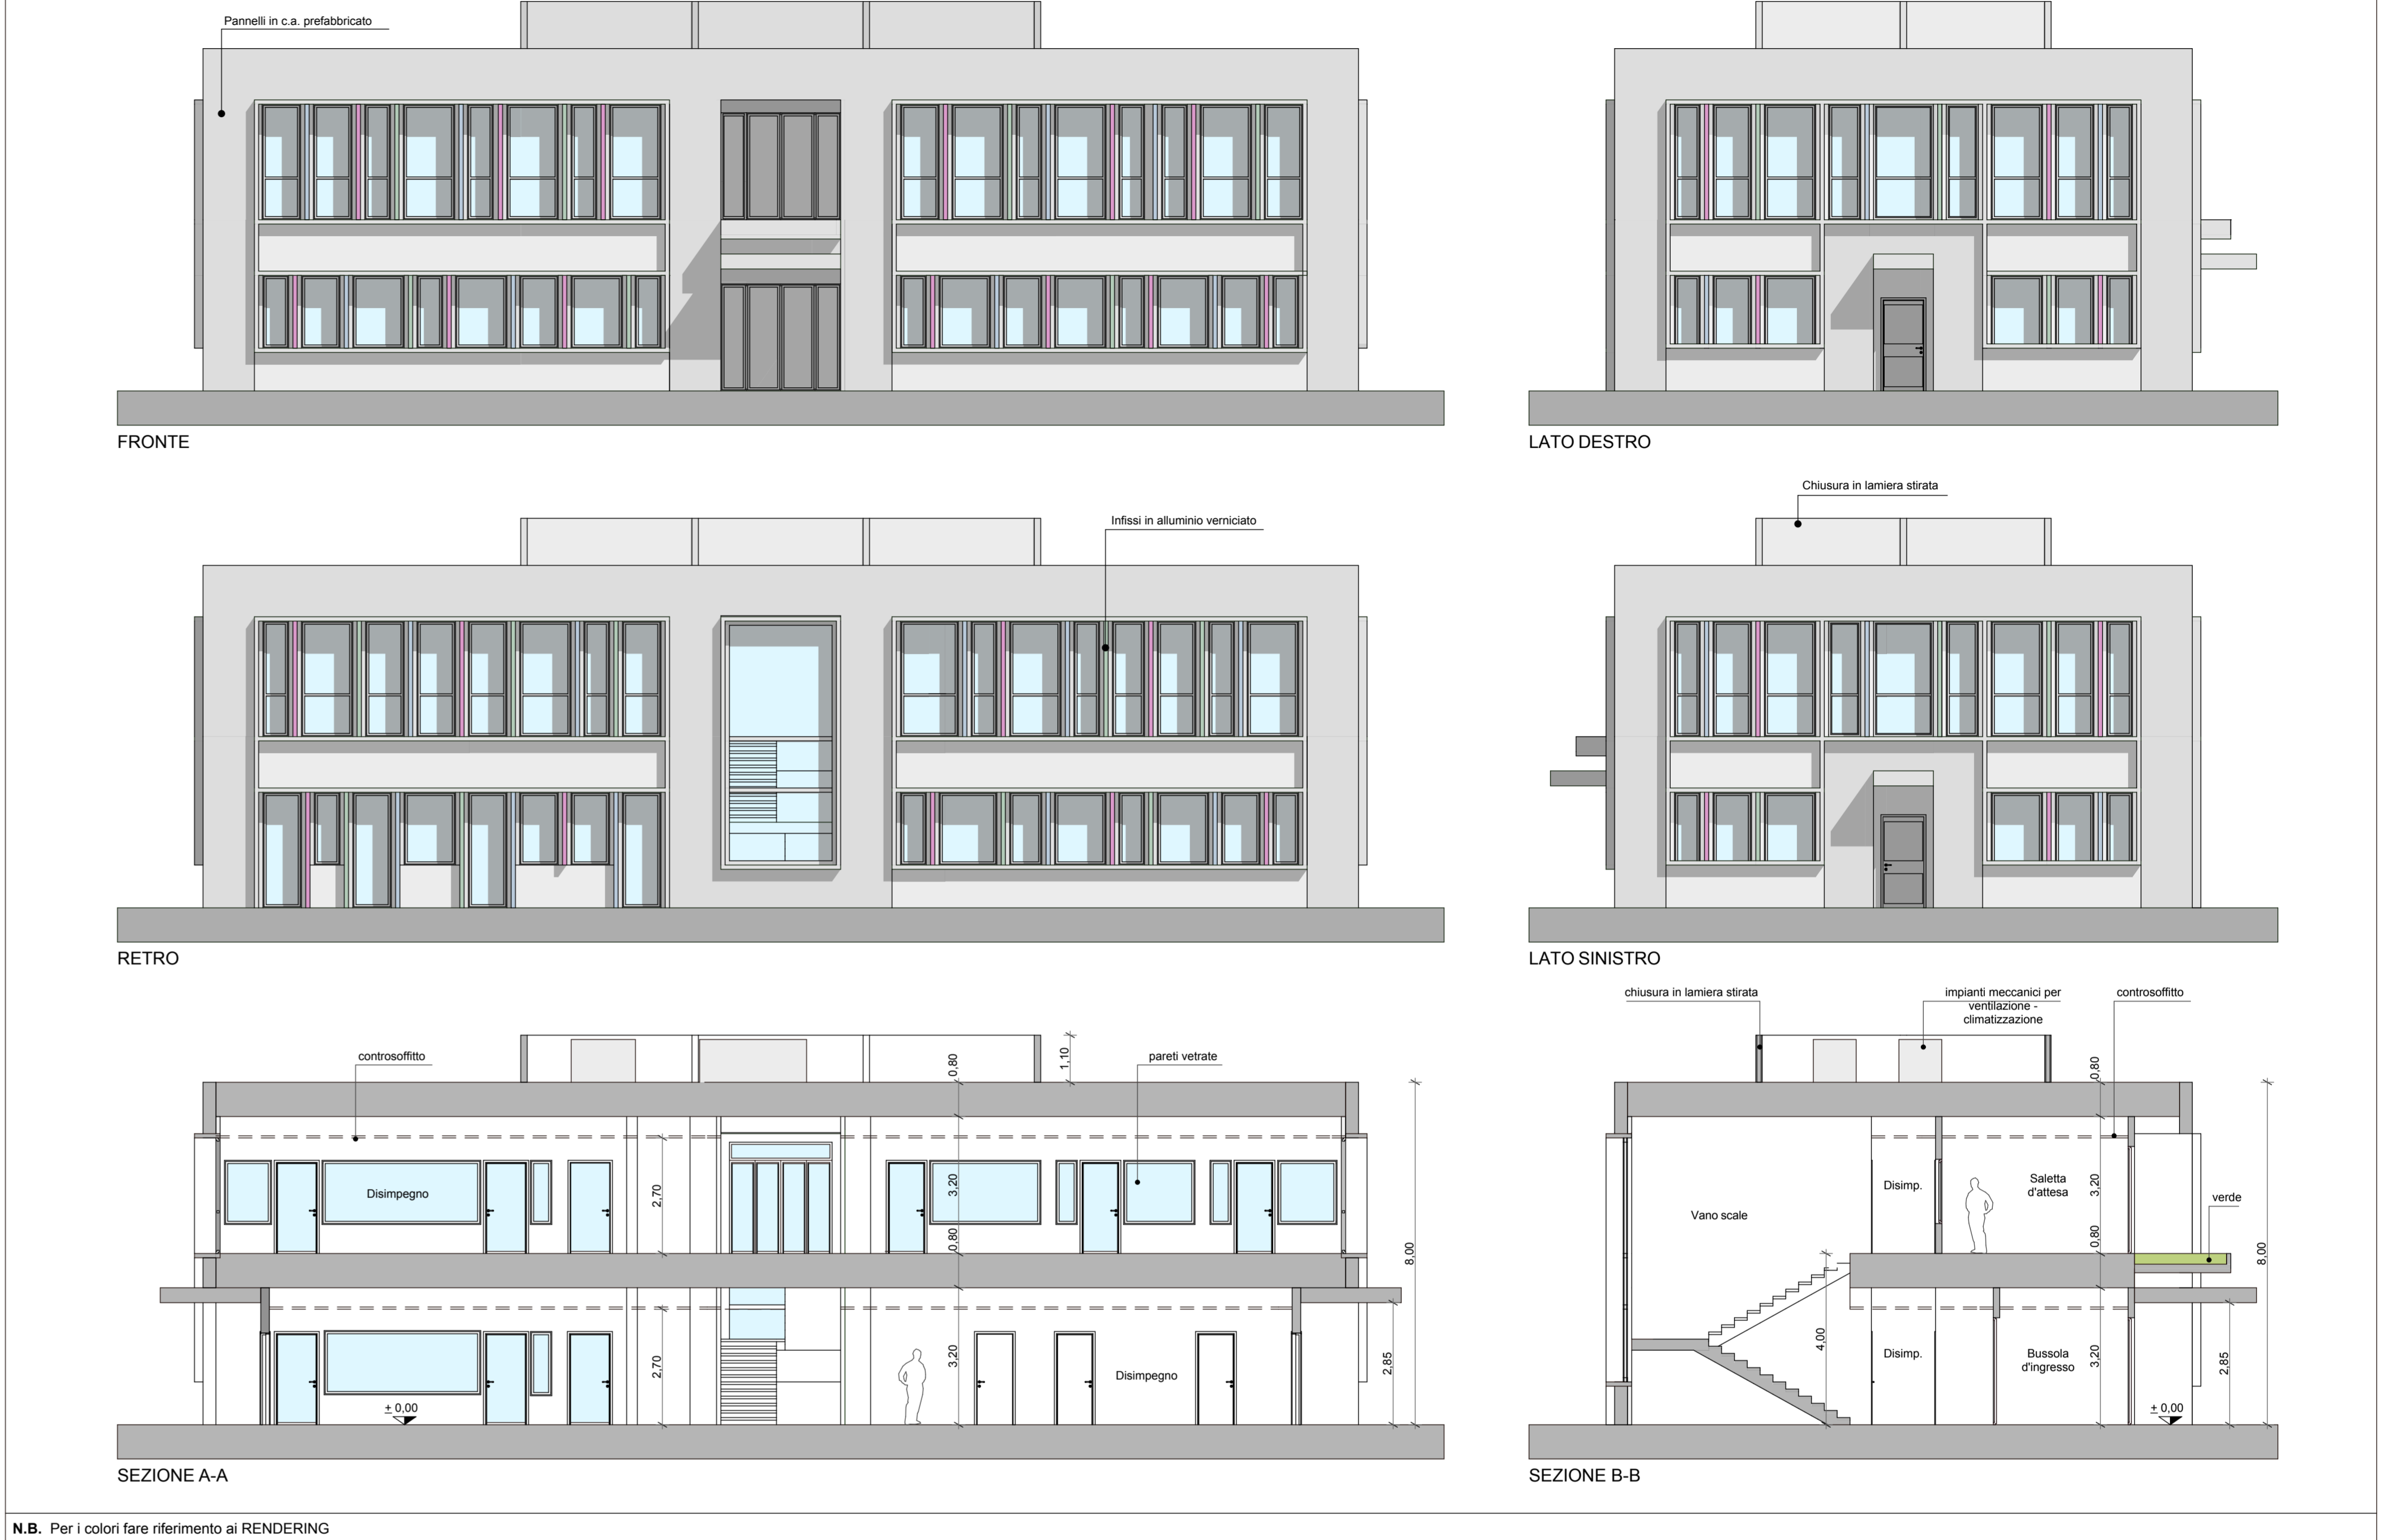 Pannelli in c.a. prefabbricato
FRONTE
LATO DESTRO
Chiusura in lamiera stirata
Infissi in alluminio verniciato
RETRO
LATO SINISTRO
chiusura in lamiera stirata
impianti meccanici per
ventilazione -
climatizzazione
controsoffitto
controsoffitto
0,80
1,10
pareti vetrate
0,80
Disimpegno
2,70
3,20
0,80
8,00
Disimp.
Saletta
d'attesa
3,20
verde
Vano scale
0,80
8,00
2,70
3,20
Disimpegno
2,85
± 0,00
4,00
Disimp.
Bussola
d'ingresso
3,20
2,85
± 0,00
SEZIONE A-A
SEZIONE B-B
N.B. Per i colori fare riferimento ai RENDERING